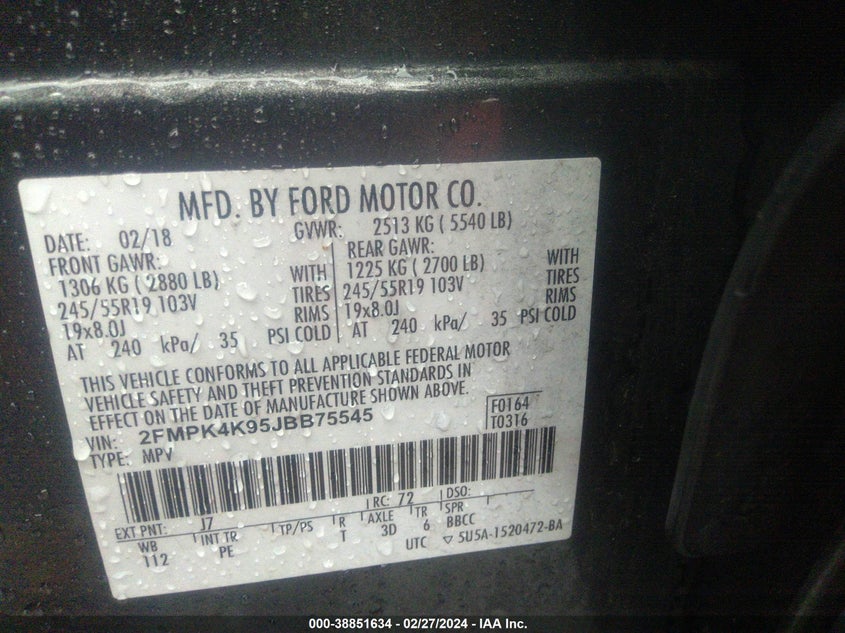 MFD. BY FORD MOTOR CO.
DATE: 02/18 GVWR: 2513 KG ( 5540 LB)
FRONT GAWR: REAR GAWR:
1306 KG ( 2880 LB) WITH 1225 KG ( 2700 LB) WITH
245/55R19 103V TIRES 245/55R19 103V TIRES
19x8.0J RIMS 19x8.0J RIMS
AT 240 kPa/ 35 PSI COLD AT 240 kPa/ 35 PSI COLD
THIS VEHICLE CONFORMS TO ALL APPLICABLE FEDERAL MOTOR
VEHICLE SAFETY AND THEFT PREVENTION STANDARDS IN
EFFECT ON THE DATE OF MANUFACTURE SHOWN ABOVE.
VIN: 2FMPK4K95JBB75545 F0164
TYPE: MPV T0316
EXT PNT: J7 RC: 72 DSO:
WB INT TR TP/PS R AXLE TR SPR
112 PE T 3D 6 BBCC
UTC ▽ 5U5A-1520472-BA
000-38851634 - 02/27/2024 - IAA Inc.